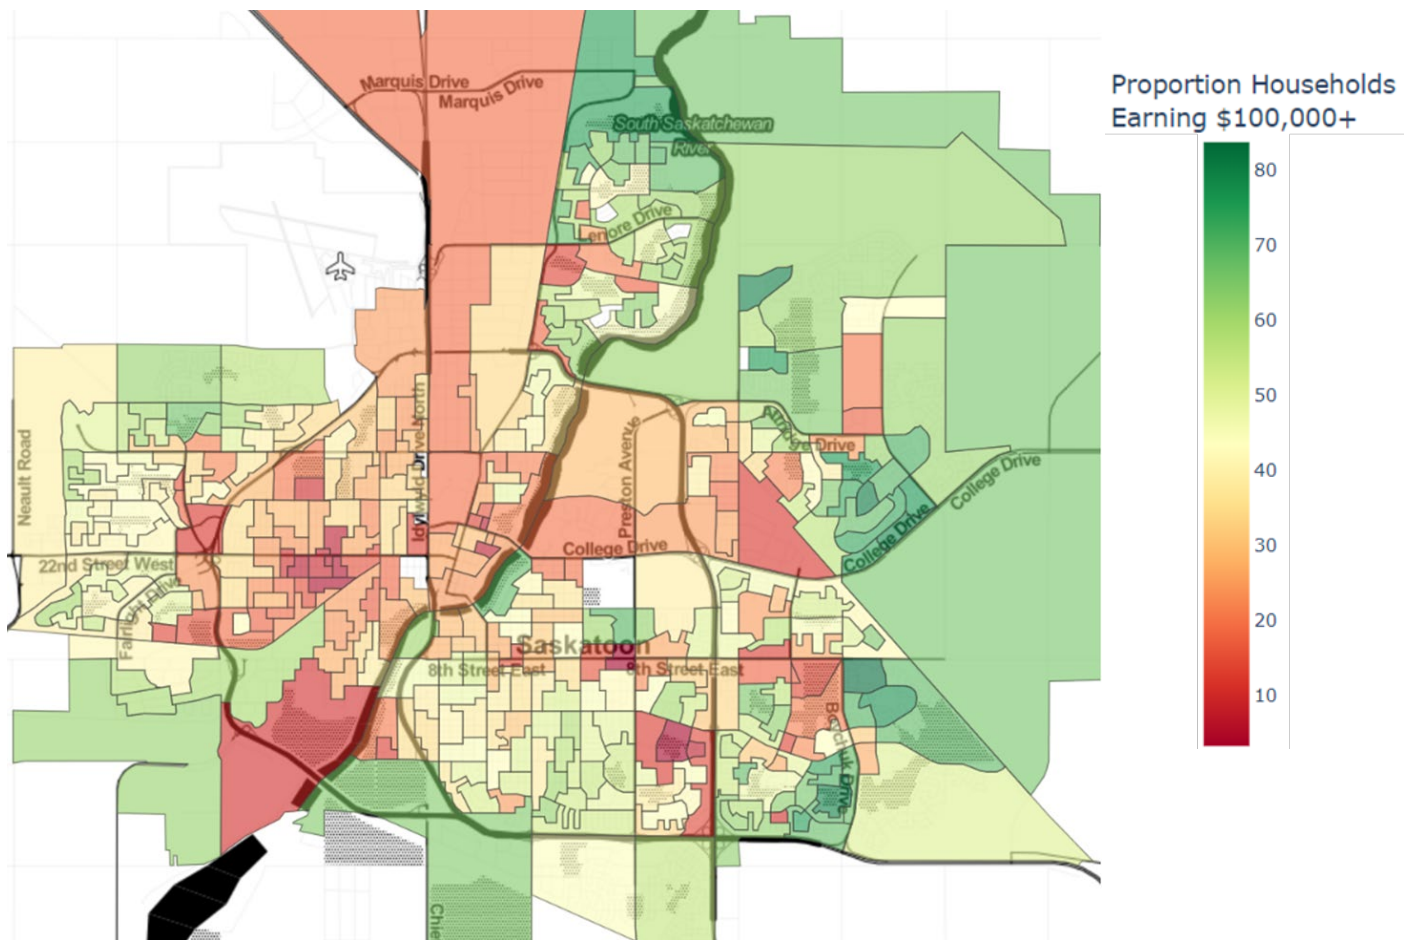 Marquis Drive
Marquis Drive
South Saskatchewan
River
Lenore Drive
Neault Road
Idylwyld Drive North
Preston Avenue
Attridge Drive
College Drive
College Drive
College Drive
22nd Street West
Fairlight Drive
Saskatoon
8th Street East
8th Street East
Boychuk Drive
Chie
Proportion Households
Earning $100,000+
80
70
60
50
40
30
20
10